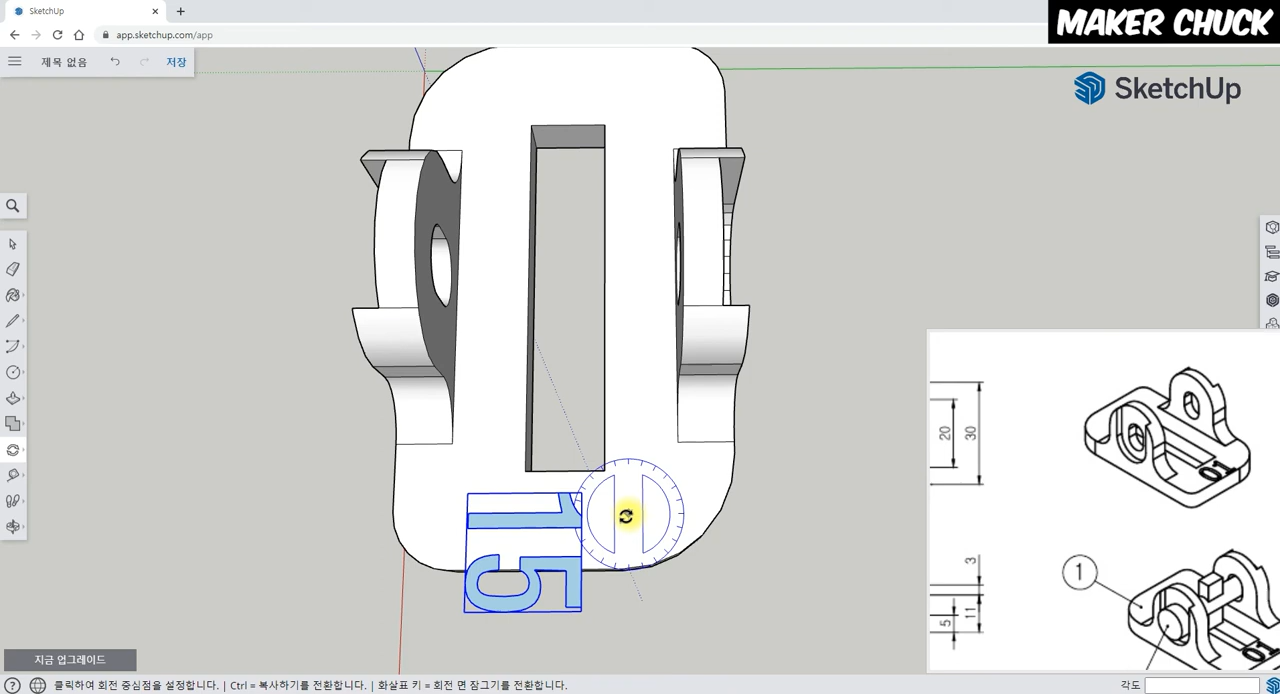 SketchUp
app.sketchup.com/app
MAKER CHUCK
제목 없음
저장
SketchUp
15
20
30
01
3
1
11
5
01
지금 업그레이드
클릭하여 회전 중심점을 설정합니다. | Ctrl = 복사하기를 전환합니다. | 화살표 키 = 회전 면 잠그기를 전환합니다.
각도